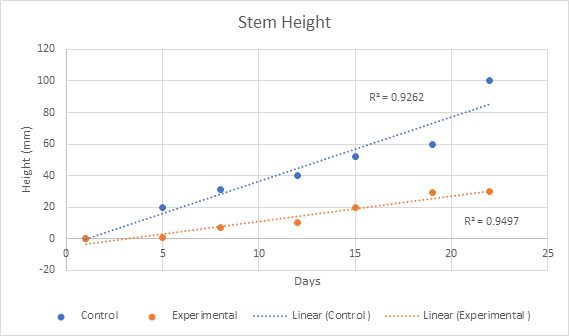 Stem Height
120
100
80
60
40
20
0
-20
Height (mm)
R² = 0.9262
R² = 0.9497
0 5 10 15 20 25
Days
Control Experimental Linear (Control ) Linear (Experimental )